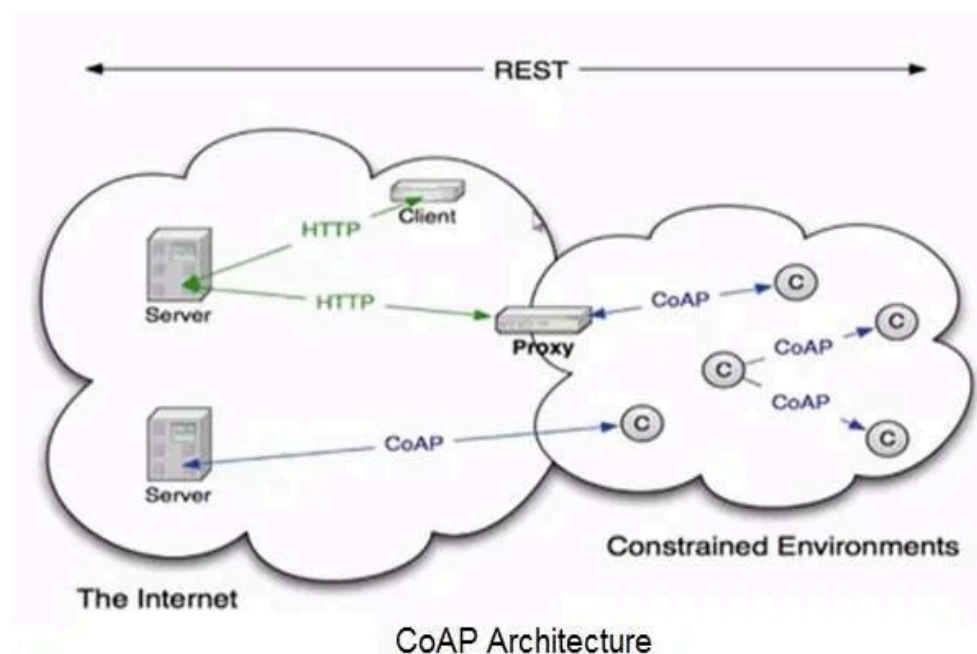 REST
Client
HTTP
Server
HTTP
Proxy
CoAP
C
C
CoAP
C
CoAP
C
C
CoAP
Server
Constrained Environments
The Internet
CoAP Architecture